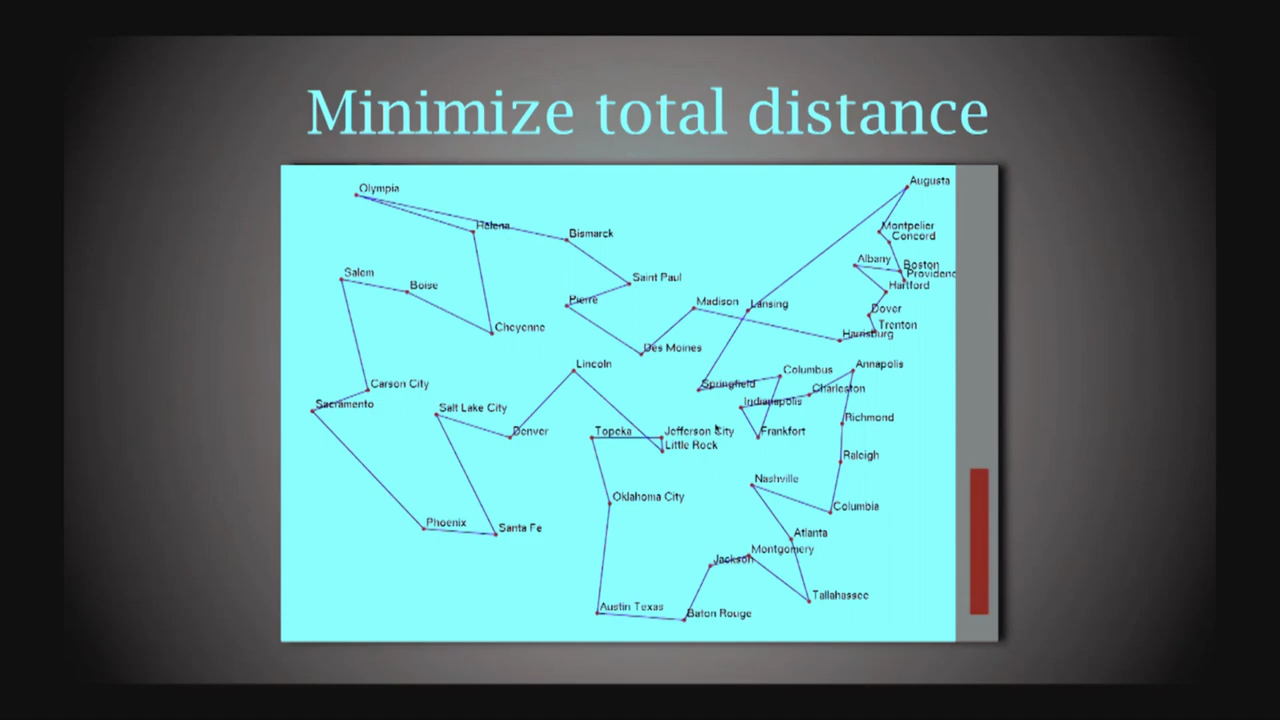 Minimize total distance
Augusta
Olympia
Montpelier
Helena
Bismarck
Concord
Albany
Boston
Salem
Saint Paul
Providenc
Boise
Hartford
Pierre
Madison
Lansing
Dover
Cheyenne
Trenton
Harrisburg
Des Moines
Lincoln
Columbus
Annapolis
Carson City
Springfield
Charleston
Sacramento
Salt Lake City
Indianapolis
Richmond
Denver
Topeka
Jefferson City
Frankfort
Little Rock
Raleigh
Nashville
Oklahoma City
Columbia
Phoenix
Santa Fe
Atlanta
Montgomery
Jackson
Tallahassee
Austin Texas
Baton Rouge